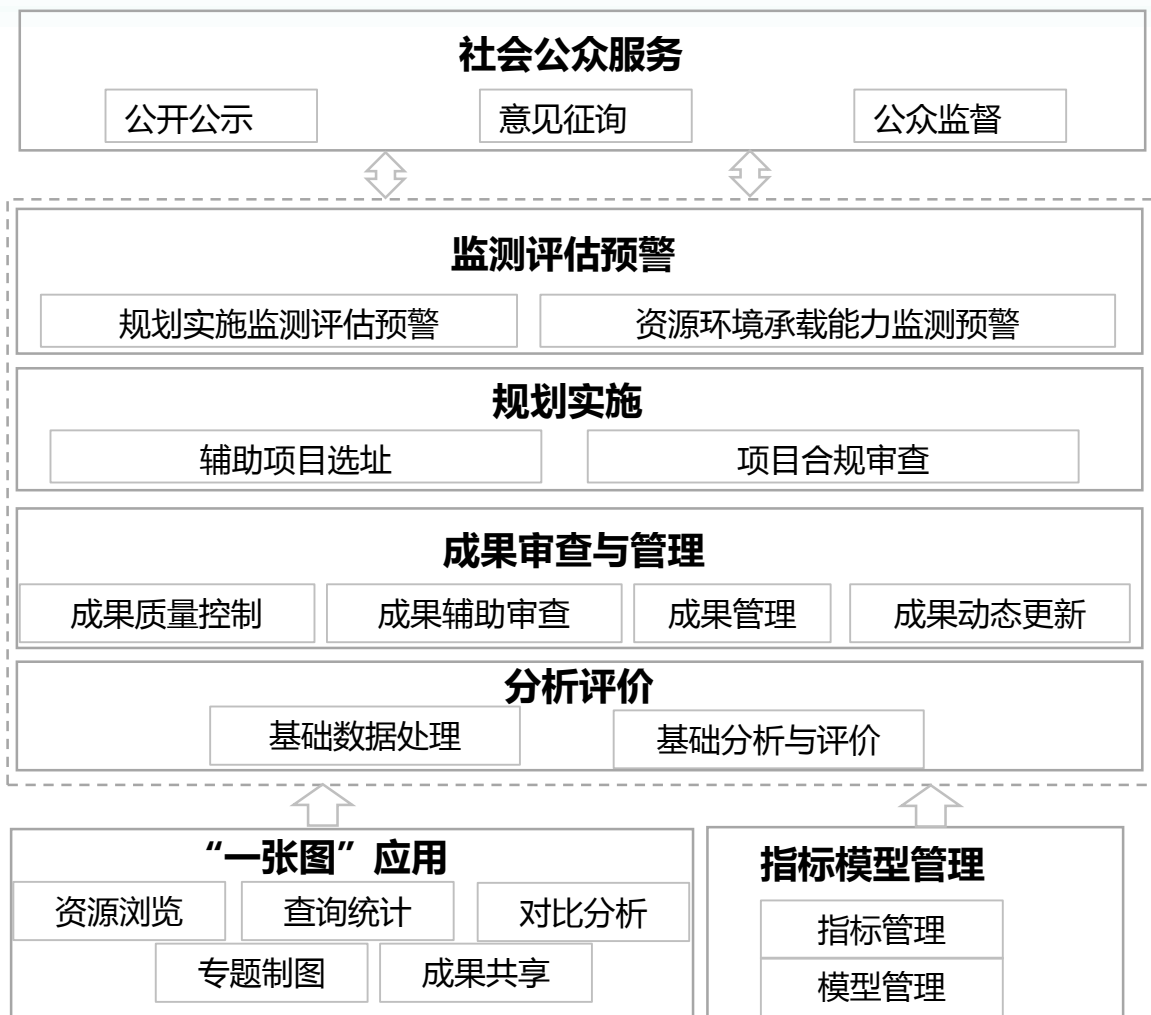 社会公众服务
公开公示 意见征询 公众监督
监测评估预警
规划实施监测评估预警 资源环境承载能力监测预警
规划实施
辅助项目选址 项目合规审查
成果审查与管理
成果质量控制 成果辅助审查 成果管理 成果动态更新
分析评价
基础数据处理 基础分析与评价
“一张图”应用
资源浏览 查询统计 对比分析
专题制图 成果共享
指标模型管理
指标管理
模型管理